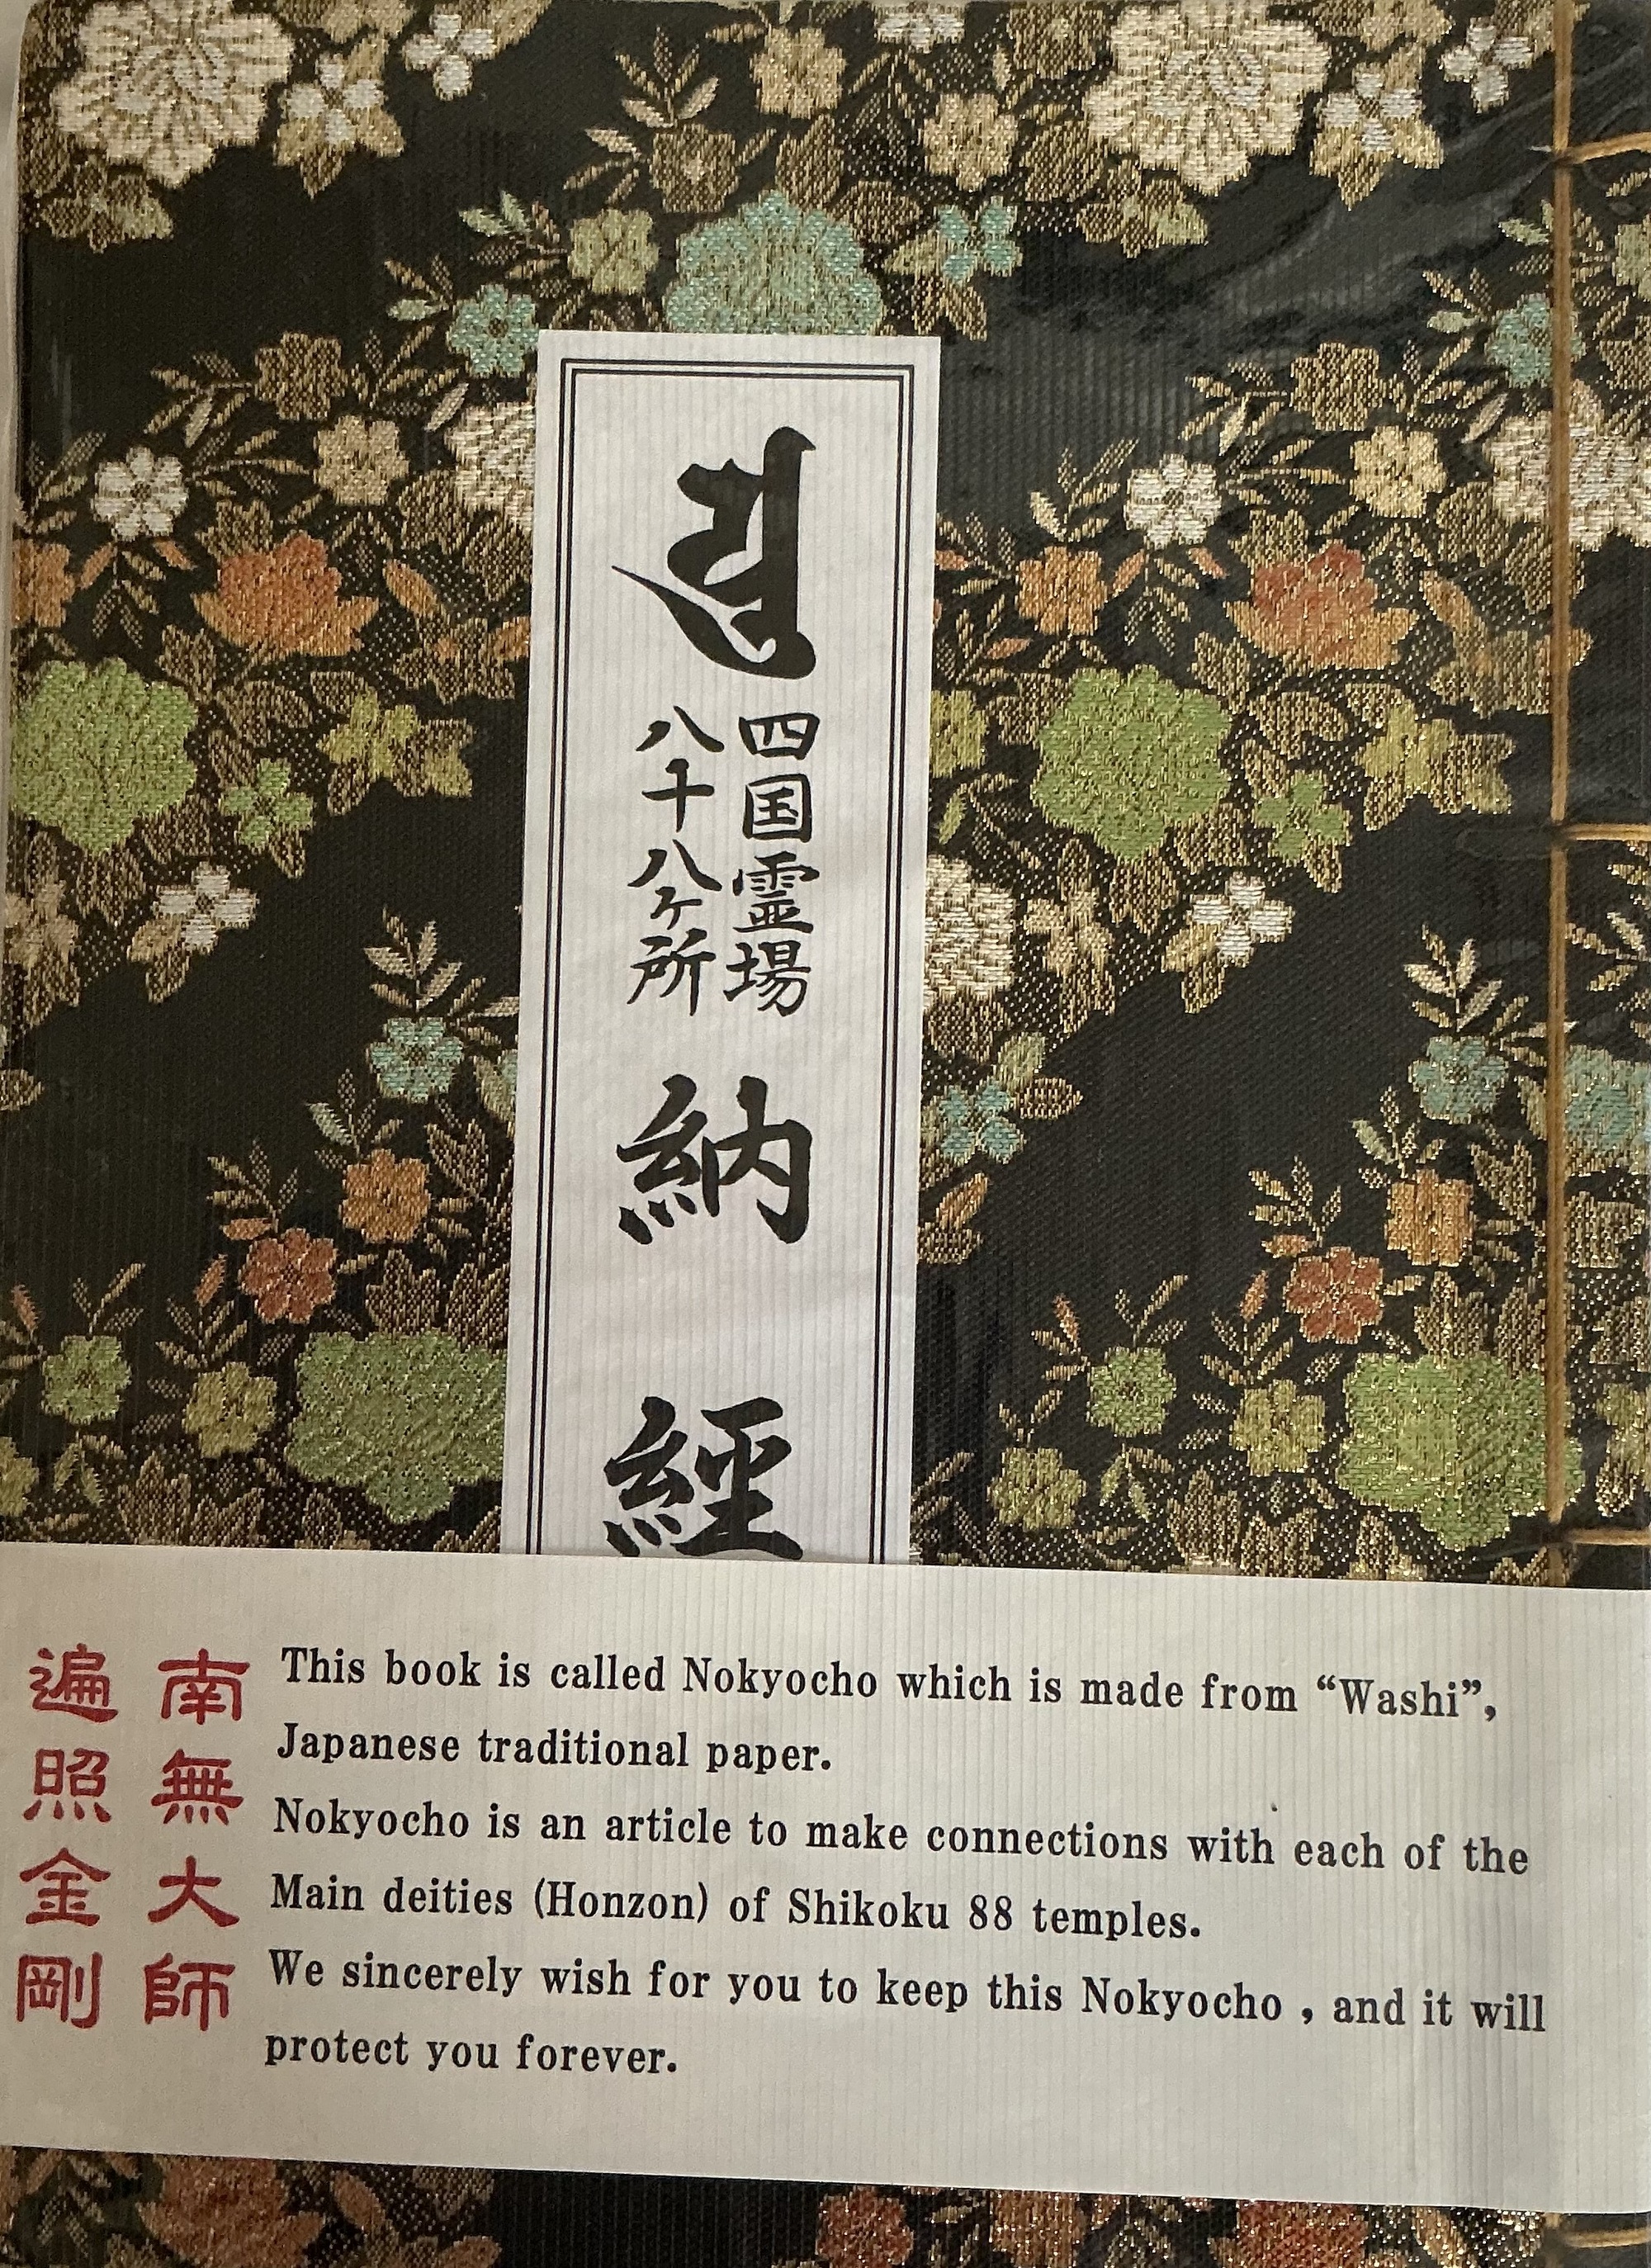 四国霊場
八十八ヶ所
納経
南無大師
遍照金剛
This book is called Nokyocho which is made from “Washi”,
Japanese traditional paper.
Nokyocho is an article to make connections with each of the
Main deities (Honzon) of Shikoku 88 temples.
We sincerely wish for you to keep this Nokyocho , and it will
protect you forever.